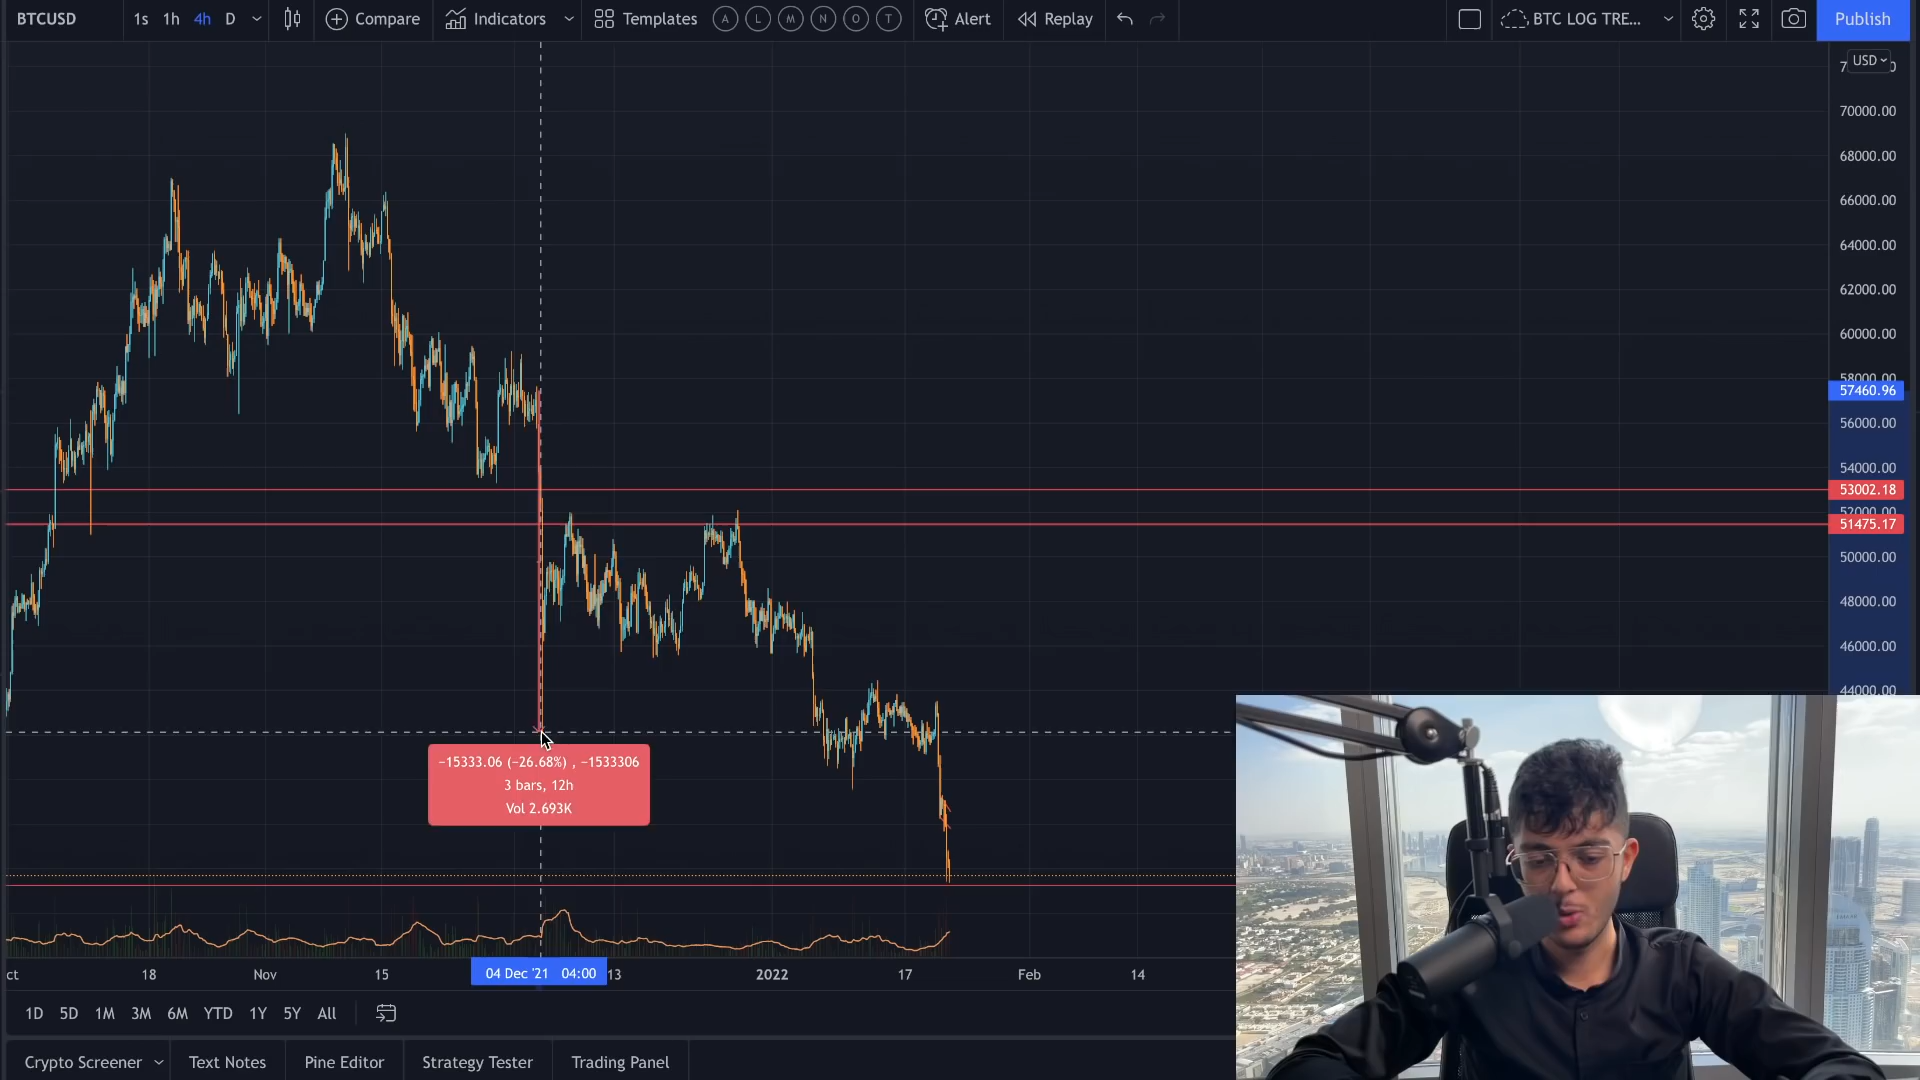 BTCUSD 1s 1h 4h D Compare Indicators Templates A L M N O T Alert Replay BTC LOG TRE... Publish
USD
70000.00
68000.00
66000.00
64000.00
62000.00
60000.00
58000.00
57460.96
56000.00
54000.00
53002.18
52000.00
51475.17
50000.00
48000.00
46000.00
44000.00
−15333.06 (−26.68%) , −1533306
3 bars, 12h
Vol 2.693K
ct 18 Nov 15 04 Dec '21 04:00 13 2022 17 Feb 14
1D 5D 1M 3M 6M YTD 1Y 5Y All
Crypto Screener Text Notes Pine Editor Strategy Tester Trading Panel